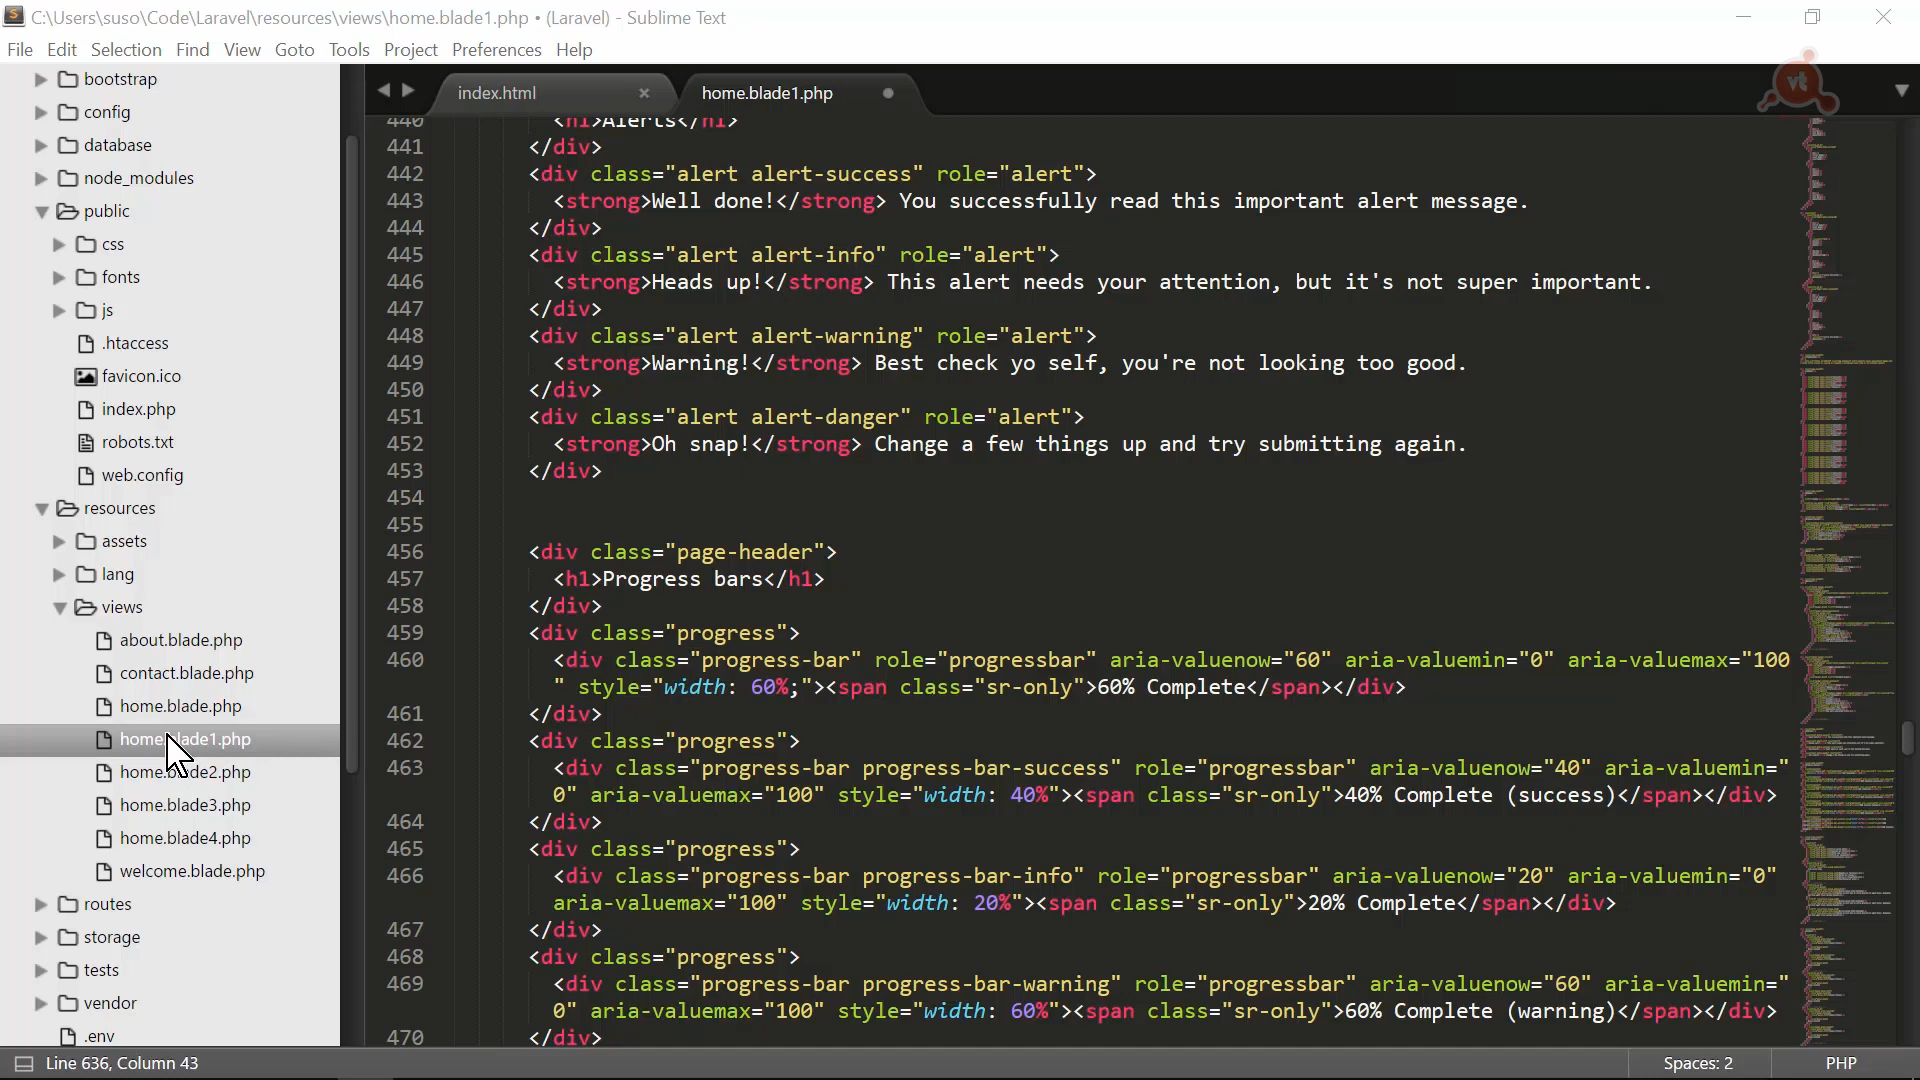 C:\Users\suso\Code\Laravel\resources\views\home.blade1.php • (Laravel) - Sublime Text
File Edit Selection Find View Goto Tools Project Preferences Help
bootstrap
config
database
node_modules
public
css
fonts
js
.htaccess
favicon.ico
index.php
robots.txt
web.config
resources
assets
lang
views
about.blade.php
contact.blade.php
home.blade.php
home.blade1.php
home.blade2.php
home.blade3.php
home.blade4.php
welcome.blade.php
routes
storage
tests
vendor
.env
index.html home.blade1.php
vt
440 <h1>Alerts</h1>
441 </div>
442 <div class="alert alert-success" role="alert">
443 <strong>Well done!</strong> You successfully read this important alert message.
444 </div>
445 <div class="alert alert-info" role="alert">
446 <strong>Heads up!</strong> This alert needs your attention, but it's not super important.
447 </div>
448 <div class="alert alert-warning" role="alert">
449 <strong>Warning!</strong> Best check yo self, you're not looking too good.
450 </div>
451 <div class="alert alert-danger" role="alert">
452 <strong>Oh snap!</strong> Change a few things up and try submitting again.
453 </div>
454
455
456 <div class="page-header">
457 <h1>Progress bars</h1>
458 </div>
459 <div class="progress">
460 <div class="progress-bar" role="progressbar" aria-valuenow="60" aria-valuemin="0" aria-valuemax="100
" style="width: 60%;"><span class="sr-only">60% Complete</span></div>
461 </div>
462 <div class="progress">
463 <div class="progress-bar progress-bar-success" role="progressbar" aria-valuenow="40" aria-valuemin="
0" aria-valuemax="100" style="width: 40%"><span class="sr-only">40% Complete (success)</span></div>
464 </div>
465 <div class="progress">
466 <div class="progress-bar progress-bar-info" role="progressbar" aria-valuenow="20" aria-valuemin="0"
aria-valuemax="100" style="width: 20%"><span class="sr-only">20% Complete</span></div>
467 </div>
468 <div class="progress">
469 <div class="progress-bar progress-bar-warning" role="progressbar" aria-valuenow="60" aria-valuemin="
0" aria-valuemax="100" style="width: 60%"><span class="sr-only">60% Complete (warning)</span></div>
470 </div>
Line 636, Column 43 Spaces: 2 PHP